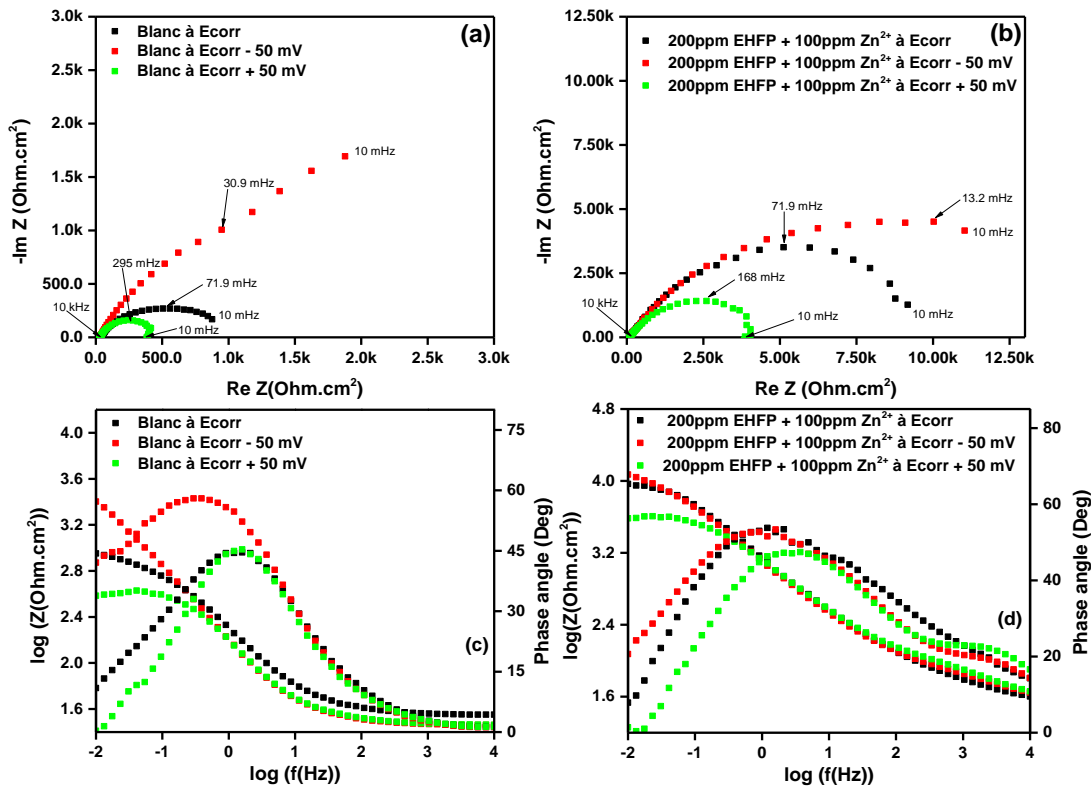 3.0k
2.5k
2.0k
1.5k
1.0k
500.0
0.0
-Im Z (Ohm.cm²)
Blanc à Ecorr
Blanc à Ecorr - 50 mV
Blanc à Ecorr + 50 mV
(a)
10 mHz
30.9 mHz
295 mHz
71.9 mHz
10 kHz
10 mHz
10 mHz
0.0 500.0 1.0k 1.5k 2.0k 2.5k 3.0k
Re Z(Ohm.cm²)
12.50k
10.00k
7.50k
5.00k
2.50k
0.00
-Im Z (Ohm.cm²)
200ppm EHFP + 100ppm Zn²⁺ à Ecorr
200ppm EHFP + 100ppm Zn²⁺ à Ecorr - 50 mV
200ppm EHFP + 100ppm Zn²⁺ à Ecorr + 50 mV
(b)
13.2 mHz
71.9 mHz
10 mHz
168 mHz
10 kHz
10 mHz
10 mHz
0.00 2.50k 5.00k 7.50k 10.00k 12.50k
Re Z (Ohm.cm²)
4.0
3.6
3.2
2.8
2.4
2.0
1.6
log (Z(Ohm.cm²))
Blanc à Ecorr
Blanc à Ecorr - 50 mV
Blanc à Ecorr + 50 mV
(c)
75
60
45
30
15
0
Phase angle (Deg)
-2 -1 0 1 2 3 4
log (f(Hz))
4.8
4.0
3.2
2.4
1.6
log(Z(Ohm.cm²))
200ppm EHFP + 100ppm Zn²⁺ à Ecorr
200ppm EHFP + 100ppm Zn²⁺ à Ecorr - 50 mV
200ppm EHFP + 100ppm Zn²⁺ à Ecorr + 50 mV
(d)
80
60
40
20
0
Phase angle (Deg)
-2 -1 0 1 2 3 4
log (f(Hz))